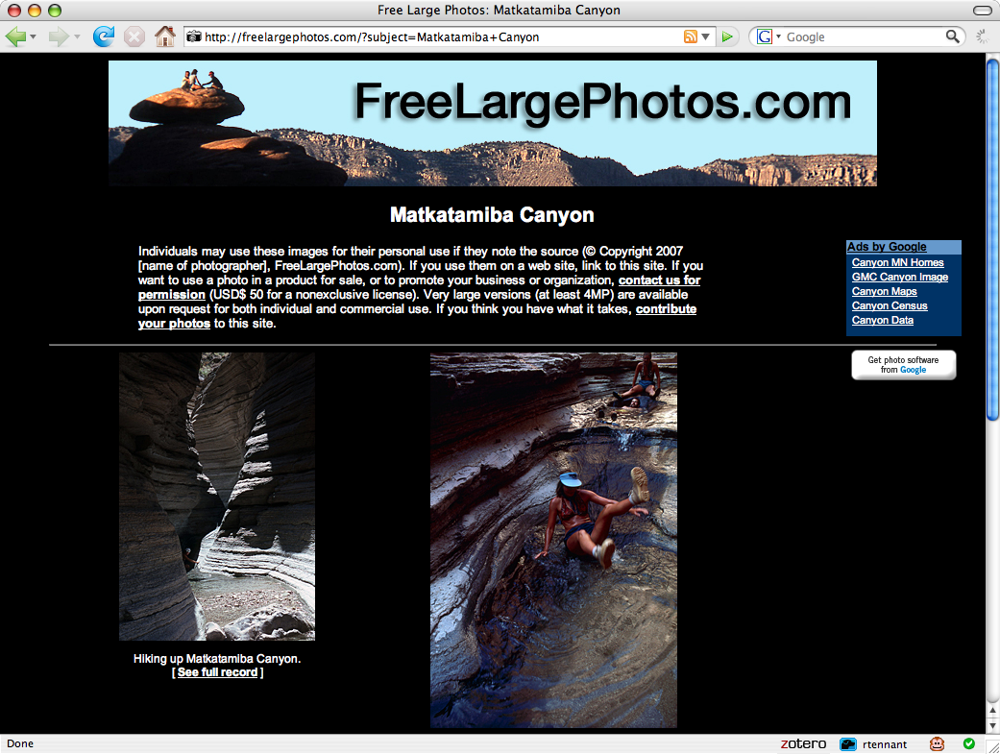 Free Large Photos: Matkatamiba Canyon
http://freelargephotos.com/?subject=Matkatamiba+Canyon
G Google
FreeLargePhotos.com
Matkatamiba Canyon
Individuals may use these images for their personal use if they note the source (© Copyright 2007
[name of photographer], FreeLargePhotos.com). If you use them on a web site, link to this site. If you
want to use a photo in a product for sale, or to promote your business or organization, contact us for
permission (USD$ 50 for a nonexclusive license). Very large versions (at least 4MP) are available
upon request for both individual and commercial use. If you think you have what it takes, contribute
your photos to this site.
Ads by Google
Canyon MN Homes
GMC Canyon Image
Canyon Maps
Canyon Census
Canyon Data
Get photo software
from Google
Hiking up Matkatamiba Canyon.
[ See full record ]
Done
zotero
rtennant